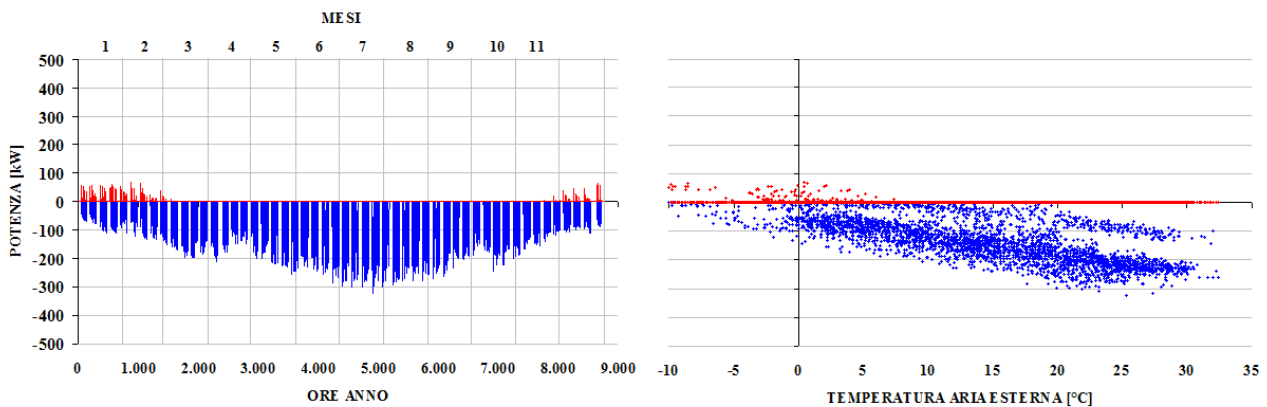 MESI
1 2 3 4 5 6 7 8 9 10 11
500
400
300
200
100
0
-100
-200
-300
-400
-500
POTENZA [kW]
0 1.000 2.000 3.000 4.000 5.000 6.000 7.000 8.000 9.000
ORE ANNO
-10 -5 0 5 10 15 20 25 30 35
TEMPERATURA ARIA ESTERNA [°C]